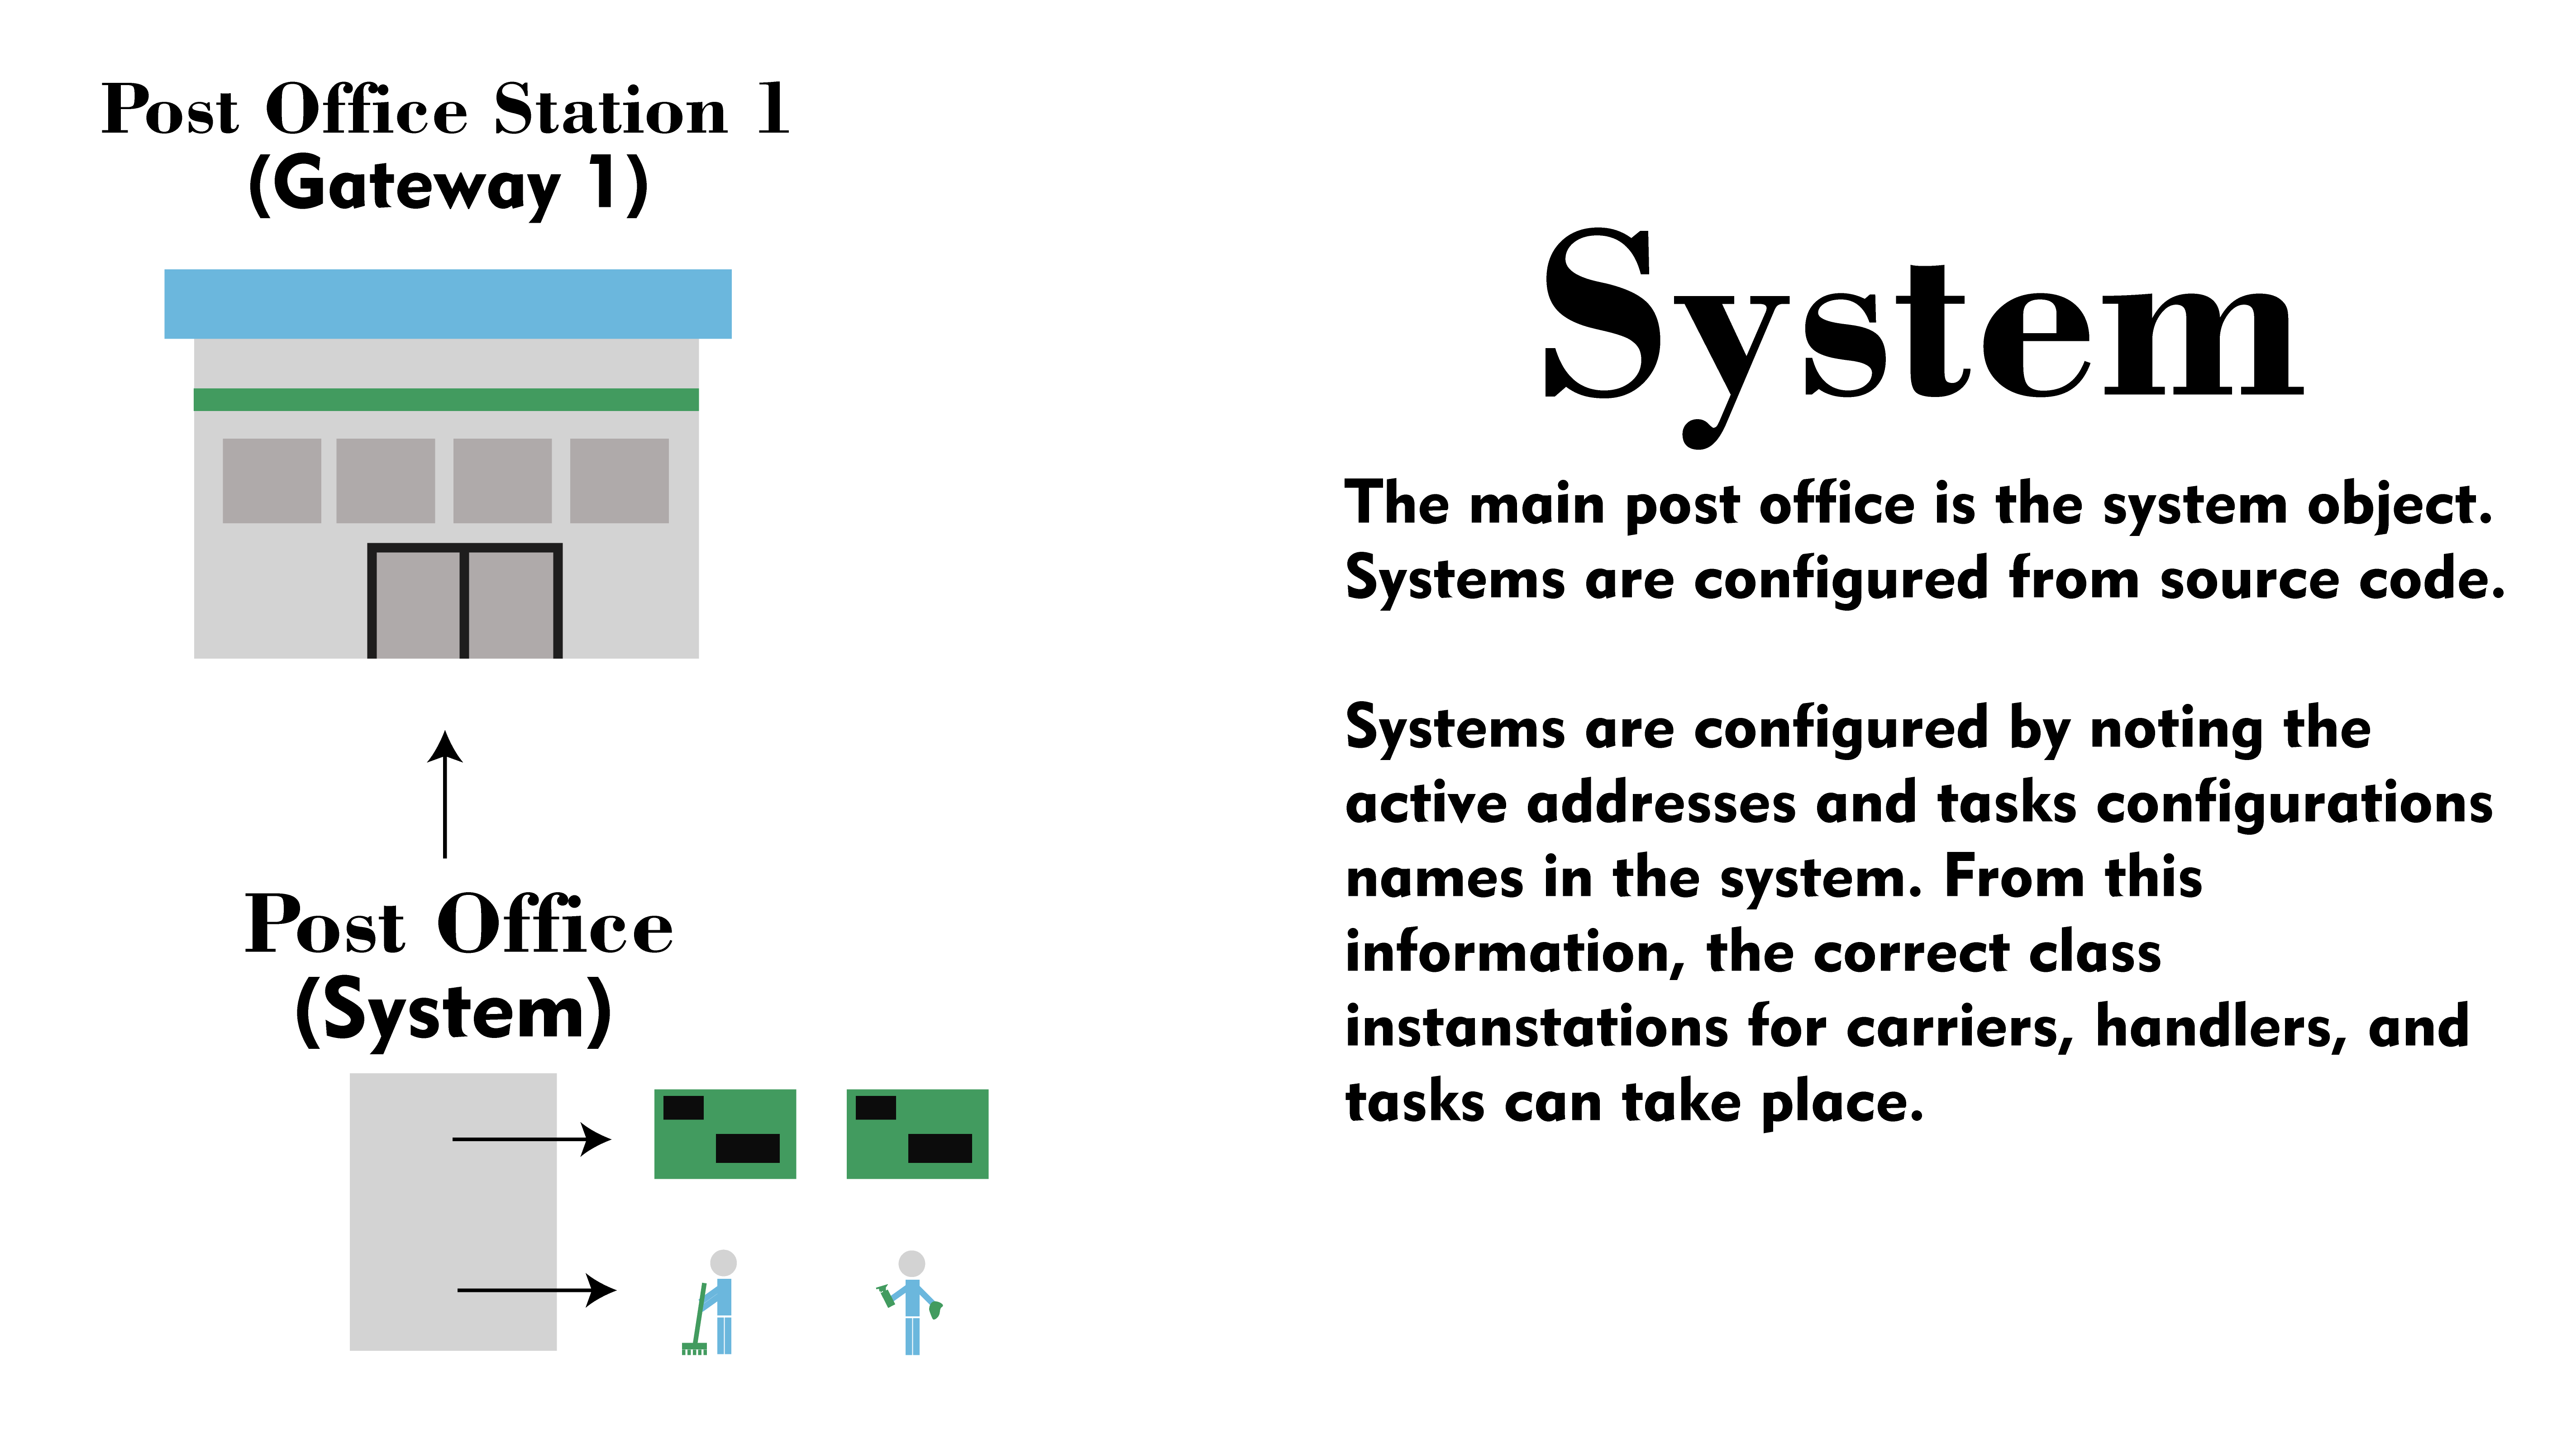 Post Office Station 1
(Gateway 1)
Post Office
(System)
System
The main post office is the system object.
Systems are configured from source code.
Systems are configured by noting the
active addresses and tasks configurations
names in the system. From this
information, the correct class
instanstations for carriers, handlers, and
tasks can take place.